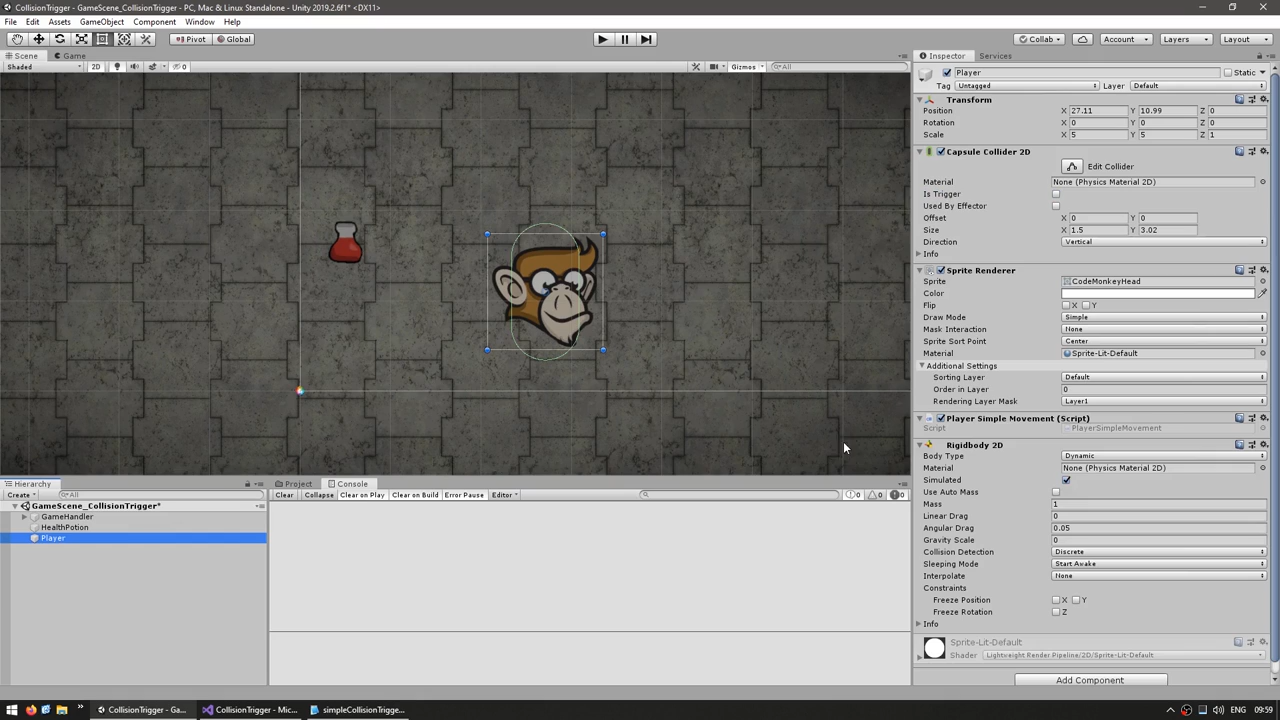 CollisionTrigger - GameScene_CollisionTrigger - PC, Mac & Linux Standalone - Unity 2019.2.6f1* <DX11>
File Edit Assets GameObject Component Window Help
Pivot Global Collab Account Layers Layout
Scene Game
Shaded 2D 0 Gizmos All
Inspector Services
Player Static
Tag Untagged Layer Default
Transform
Position X 27.11 Y 10.99 Z 0
Rotation X 0 Y 0 Z 0
Scale X 5 Y 5 Z 1
Capsule Collider 2D
Edit Collider
Material None (Physics Material 2D)
Is Trigger
Used By Effector
Offset X 0 Y 0
Size X 1.5 Y 3.02
Direction Vertical
Info
Sprite Renderer
Sprite CodeMonkeyHead
Color
Flip X Y
Draw Mode Simple
Mask Interaction None
Sprite Sort Point Center
Material Sprite-Lit-Default
Additional Settings
Sorting Layer Default
Order in Layer 0
Rendering Layer Mask Layer1
Player Simple Movement (Script)
Script PlayerSimpleMovement
Rigidbody 2D
Body Type Dynamic
Material None (Physics Material 2D)
Simulated
Use Auto Mass
Mass 1
Linear Drag 0
Angular Drag 0.05
Gravity Scale 0
Collision Detection Discrete
Sleeping Mode Start Awake
Interpolate None
Constraints
Freeze Position X Y
Freeze Rotation Z
Info
Sprite-Lit-Default
Shader Lightweight Render Pipeline/2D/Sprite-Lit-Default
Add Component
Hierarchy
Create All
GameScene_CollisionTrigger*
GameHandler
HealthPotion
Player
Project Console
Clear Collapse Clear on Play Clear on Build Error Pause Editor 0 0 0
CollisionTrigger - Ga... CollisionTrigger - Mic... simpleCollisionTrigge... ENG 09:59